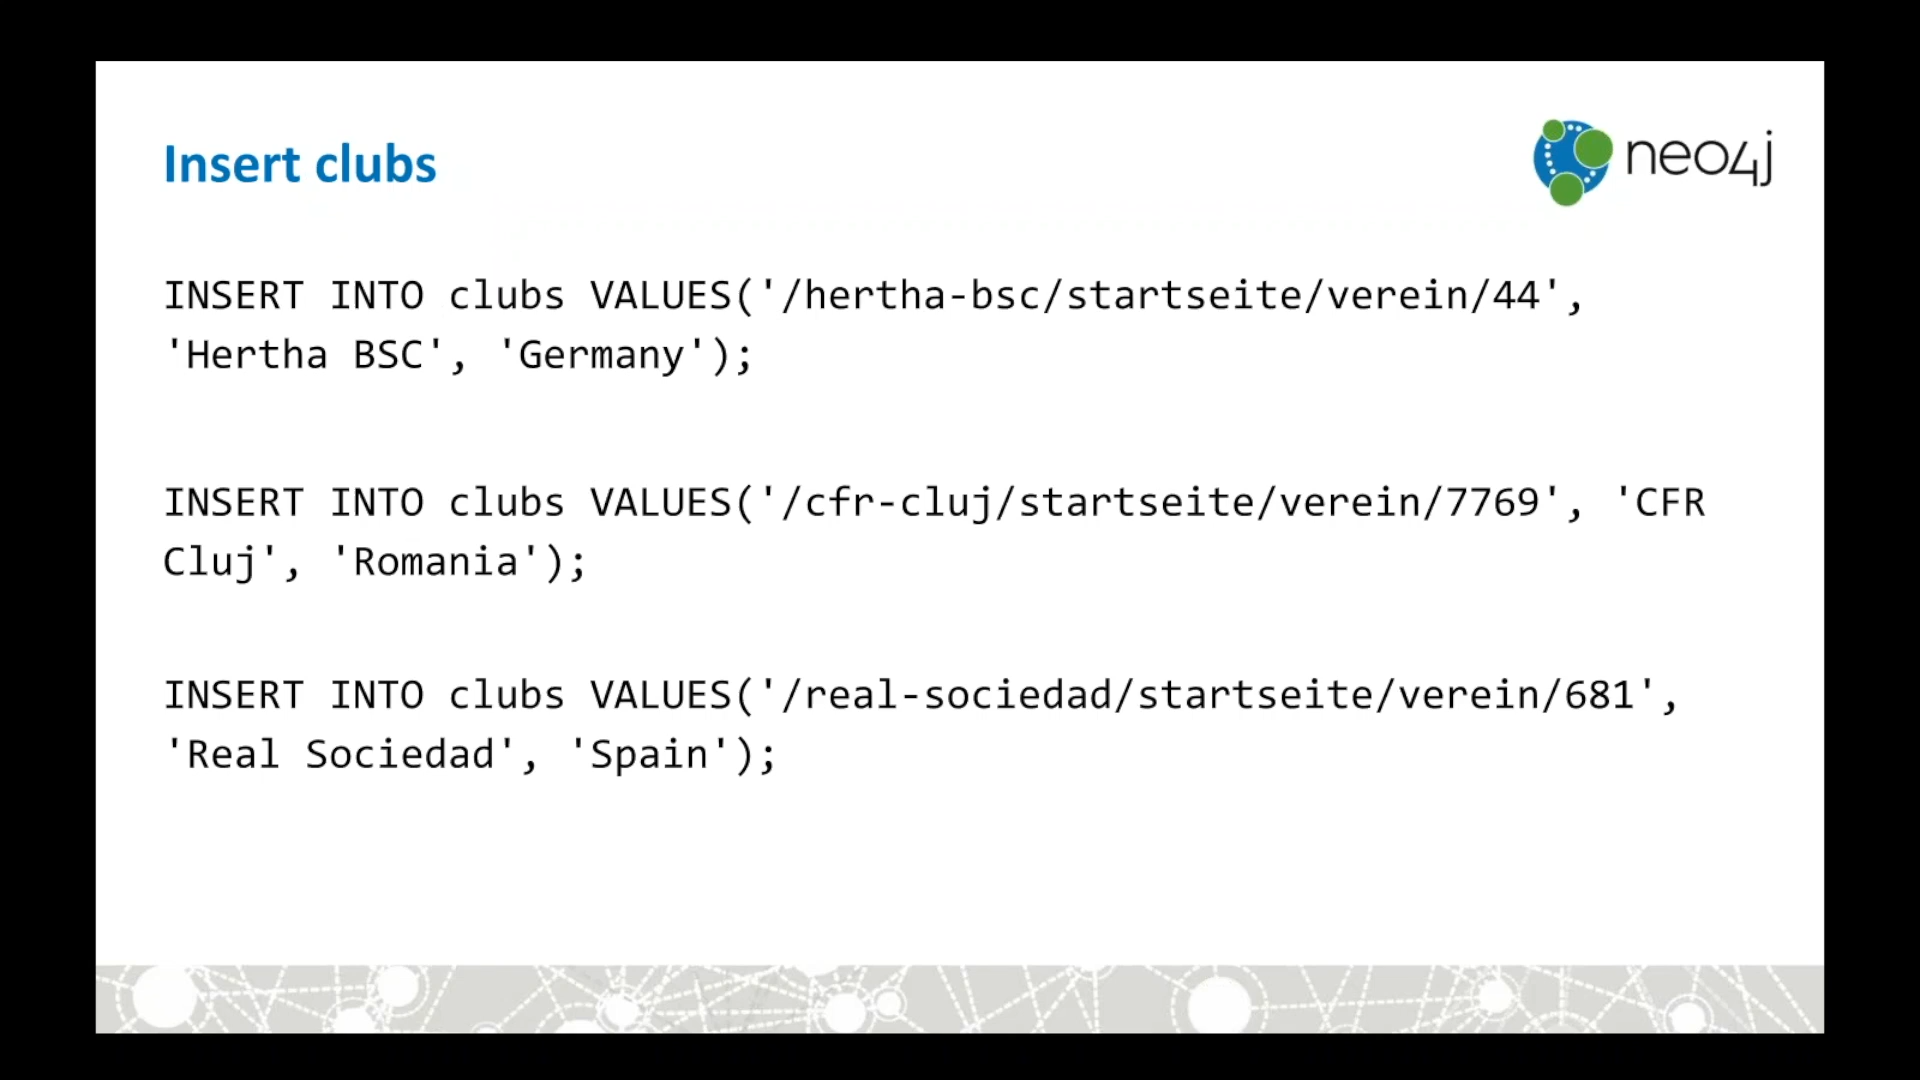 Insert clubs
neo4j
INSERT INTO clubs VALUES('/hertha-bsc/startseite/verein/44',
'Hertha BSC', 'Germany');
INSERT INTO clubs VALUES('/cfr-cluj/startseite/verein/7769', 'CFR
Cluj', 'Romania');
INSERT INTO clubs VALUES('/real-sociedad/startseite/verein/681',
'Real Sociedad', 'Spain');